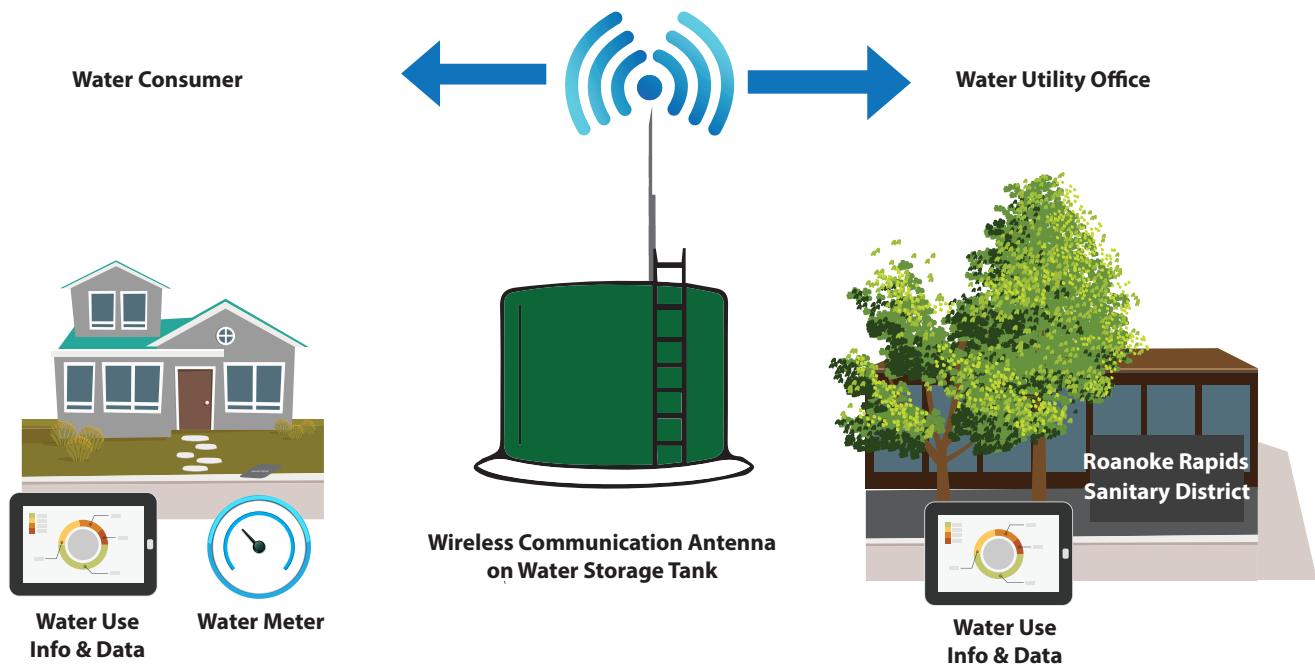 Water Consumer
Water Utility Office
Roanoke Rapids
Sanitary District
Wireless Communication Antenna
on Water Storage Tank
Water Use
Info & Data
Water Meter
Water Use
Info & Data